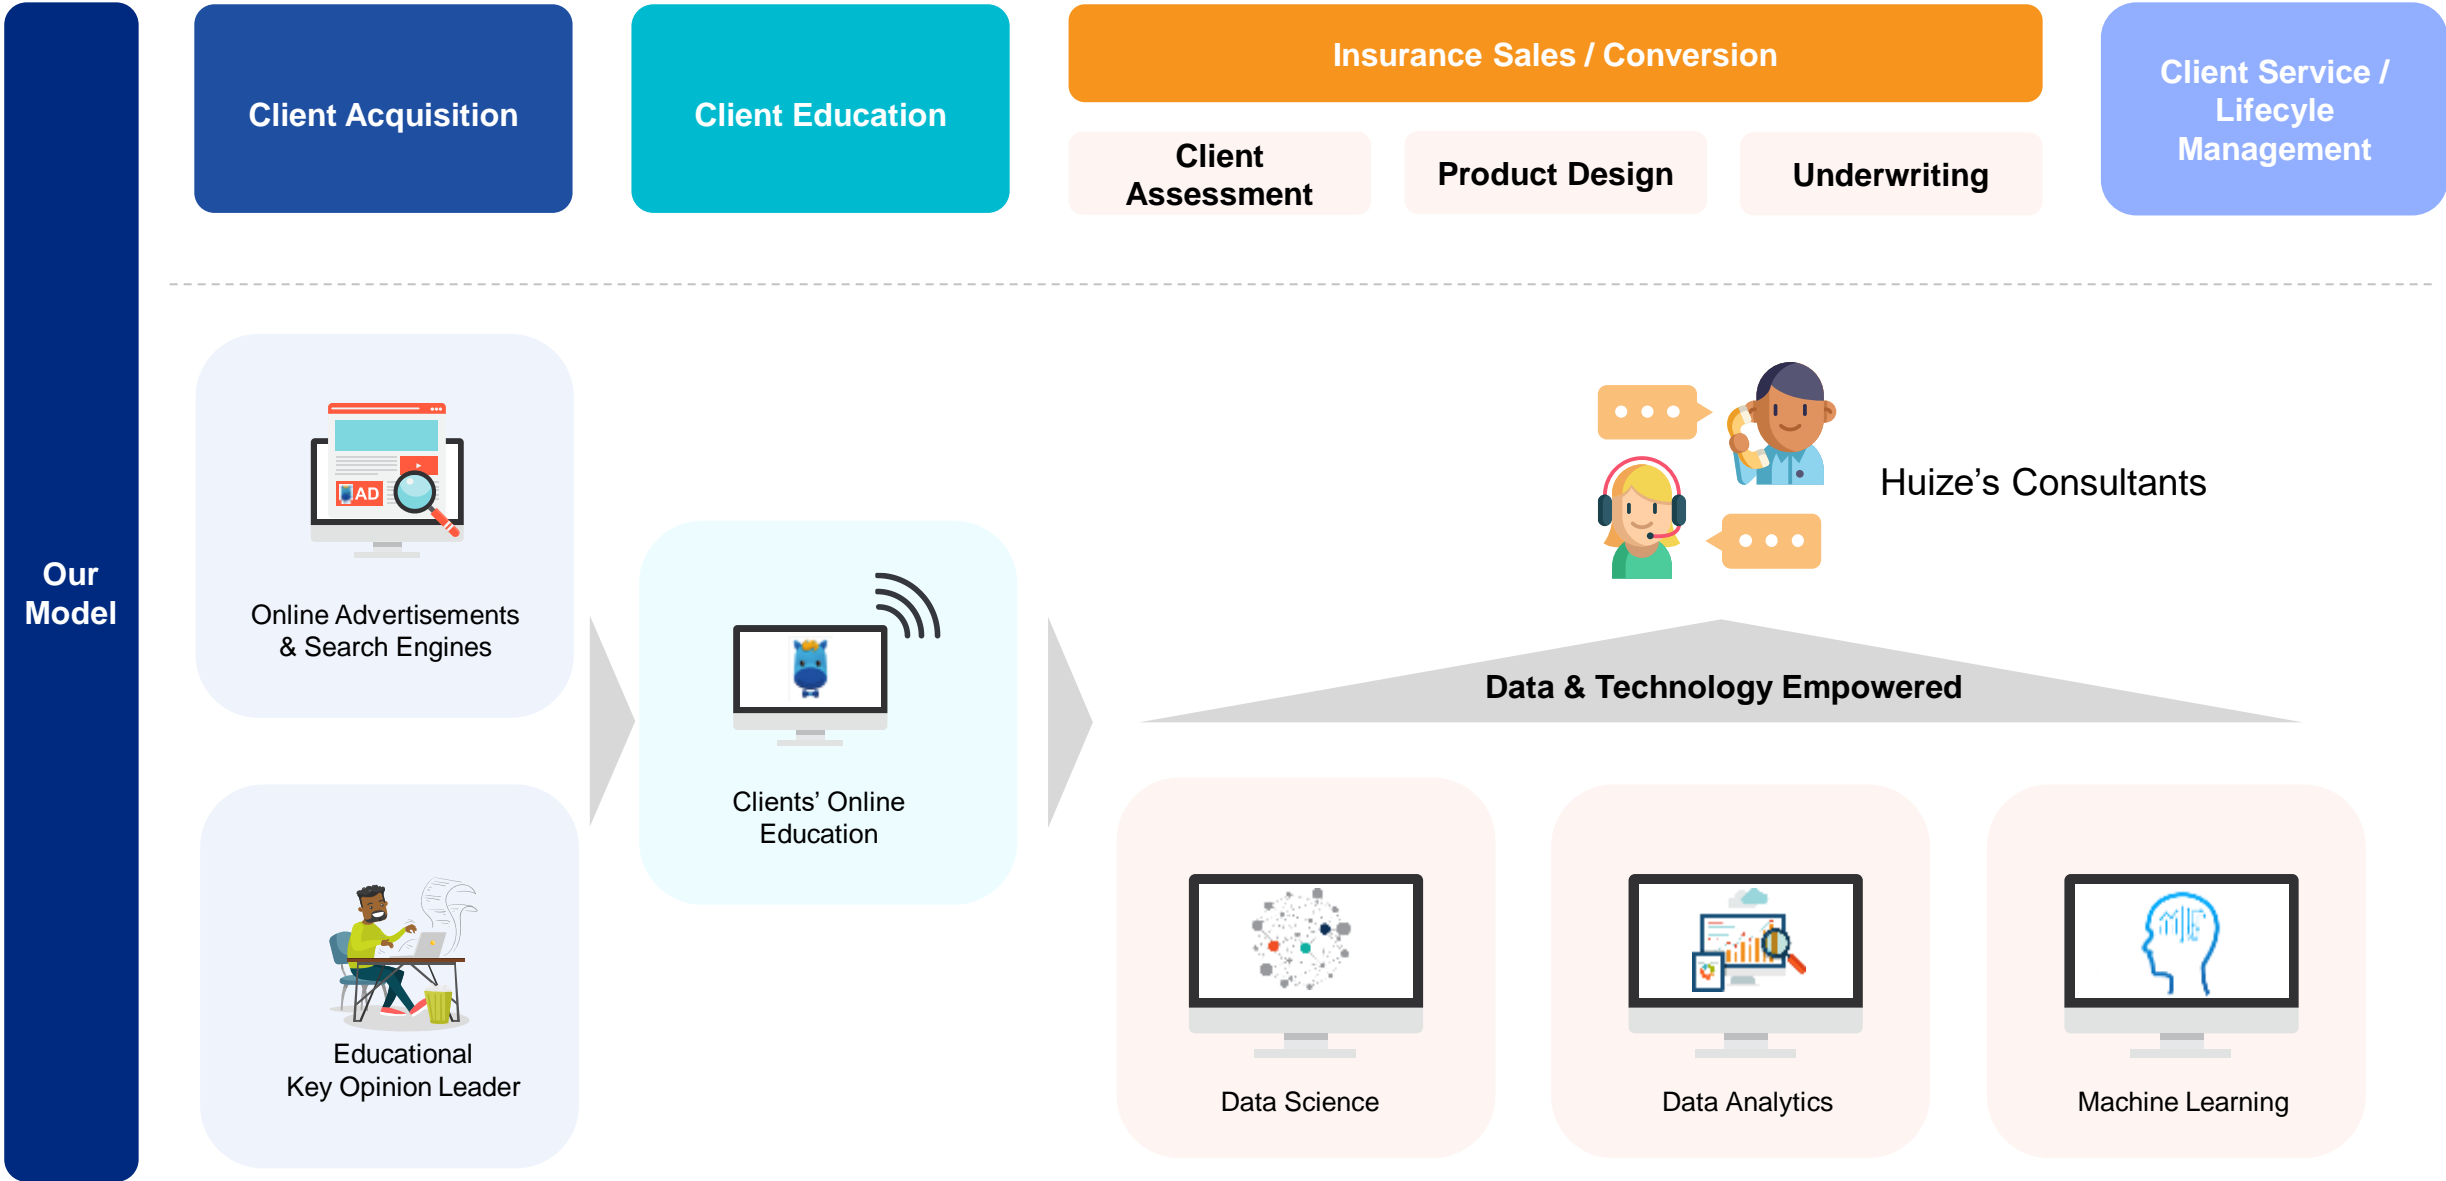 Our
Model
Client Acquisition
Client Education
Insurance Sales / Conversion
Client
Assessment
Product Design
Underwriting
Client Service /
Lifecyle
Management
AD
Online Advertisements
& Search Engines
Educational
Key Opinion Leader
Clients’ Online
Education
Huize’s Consultants
Data & Technology Empowered
Data Science
Data Analytics
Machine Learning